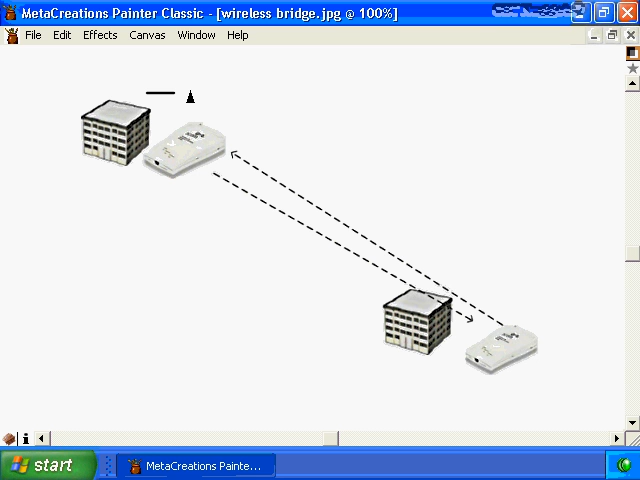 MetaCreations Painter Classic - [wireless bridge.jpg @ 100%]
File Edit Effects Canvas Window Help
start
MetaCreations Painte...